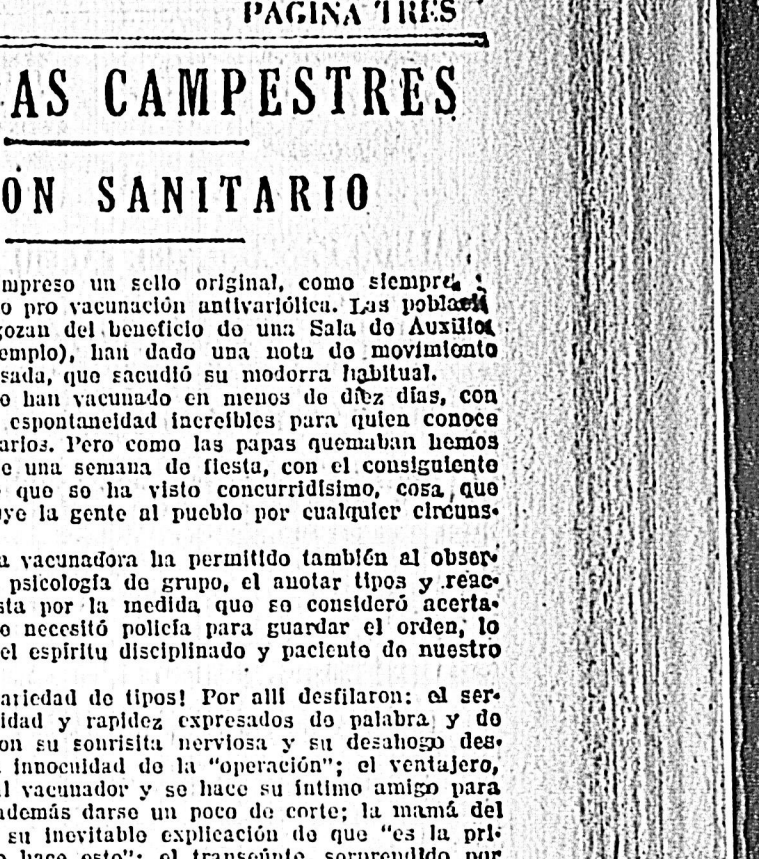 PAGINA TRES
AS CAMPESTRES
ON SANITARIO
mpreso un sello original, como siempre,
o pro vacunación antivariólica. Las
gozan del beneficio de una Sala de Auxilios
emplo), han dado una nota de movimiento
sada, que sacudió su modorra habitual.
o han vacunado en menos de diez días, con
espontaneidad increíbles para quien conoce
arios. Pero como las papas quemaban hemos
e una semana de fiesta, con el consiguiente
que se ha visto concurridísimo, cosa que
ye la gente al pueblo por cualquier circuns-
a vacunadora ha permitido también al obser-
psicología de grupo, el anotar tipos y reac-
sta por la medida que se consideró acerta-
o necesitó policía para guardar el orden, lo
el espíritu disciplinado y paciente de nuestro
ariedad de tipos! Por allí desfilaron: el ser-
idad y rapidez expresados de palabra y de
on su sonrisita nerviosa y su desahogo des-
innocuidad de la "operación"; el ventajero,
l vacunador y se hace su íntimo amigo para
además darse un poco de corte; la mamá del
su inevitable explicación de que "es la pri-
hace esto"; el transeúnte, sorprendido por